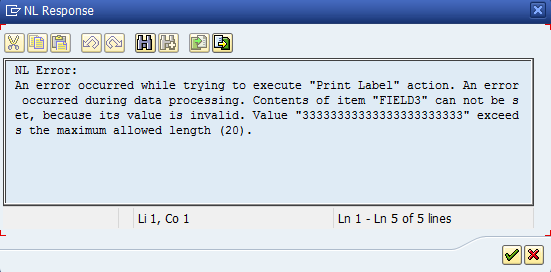 NL Response
NL Error:
An error occurred while trying to execute "Print Label" action. An error
occurred during data processing. Contents of item "FIELD3" can not be s
et, because its value is invalid. Value "33333333333333333333333" exceed
s the maximum allowed length (20).
Li 1, Co 1
Ln 1 - Ln 5 of 5 lines